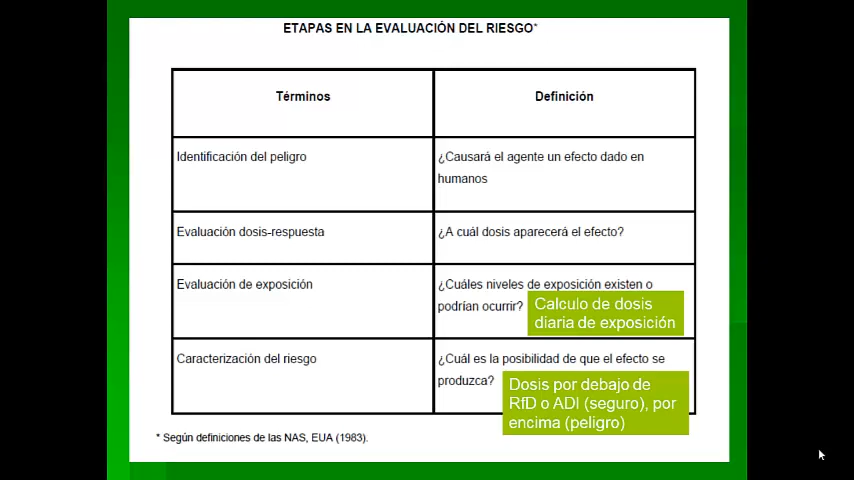 ETAPAS EN LA EVALUACIÓN DEL RIESGO*
Términos
Definición
Identificación del peligro
¿Causará el agente un efecto dado en
humanos
Evaluación dosis-respuesta
¿A cuál dosis aparecerá el efecto?
Evaluación de exposición
¿Cuáles niveles de exposición existen o
podrían ocurrir?
Calculo de dosis
diaria de exposición
Caracterización del riesgo
¿Cuál es la posibilidad de que el efecto se
produzca?
Dosis por debajo de
RfD o ADI (seguro), por
encima (peligro)
* Según definiciones de las NAS, EUA (1983).